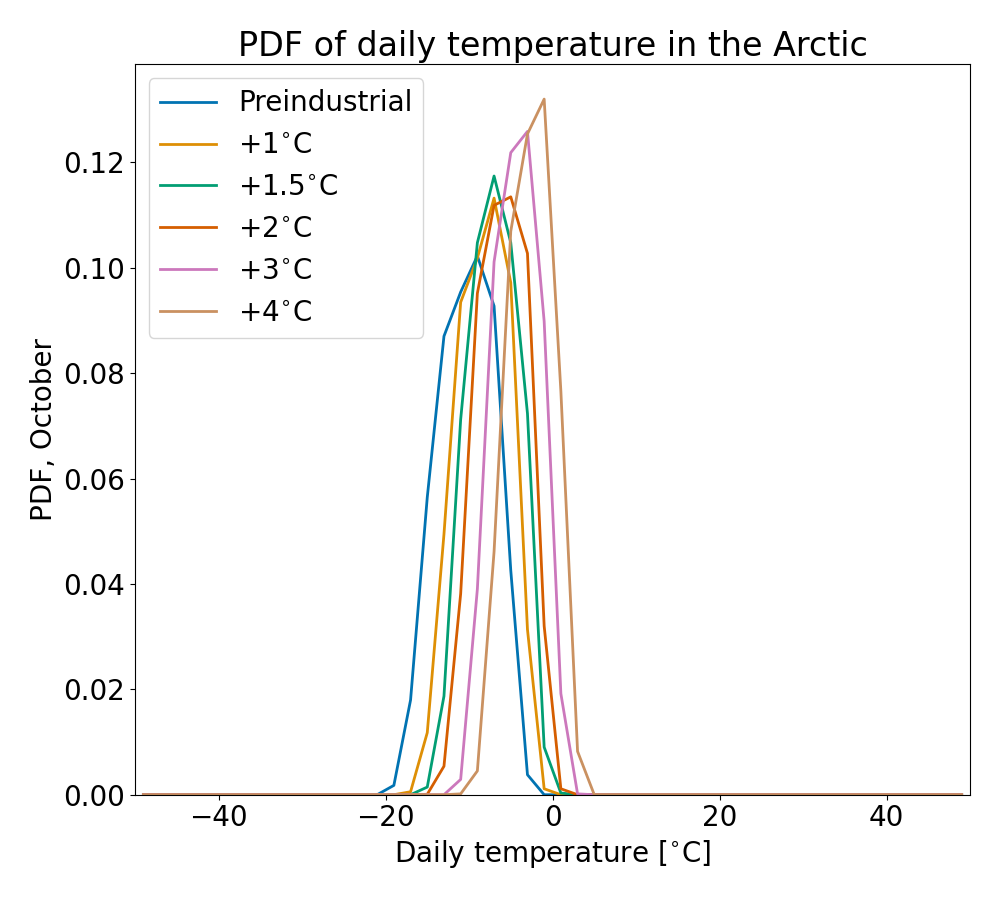 PDF of daily temperature in the Arctic
Preindustrial
+1°C
+1.5°C
+2°C
+3°C
+4°C
PDF, October
0.12
0.10
0.08
0.06
0.04
0.02
0.00
−40 −20 0 20 40
Daily temperature [°C]